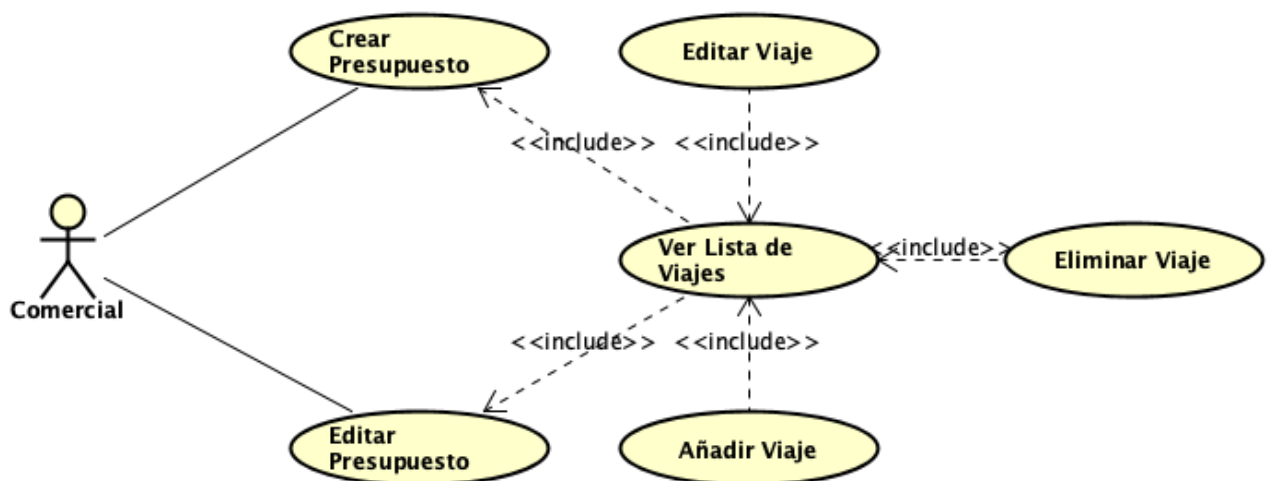 Crear
Presupuesto
Editar Viaje
<<include>>
<<include>>
Ver Lista de
Viajes
<<include>>
Eliminar Viaje
Comercial
<<include>>
<<include>>
Editar
Presupuesto
Añadir Viaje